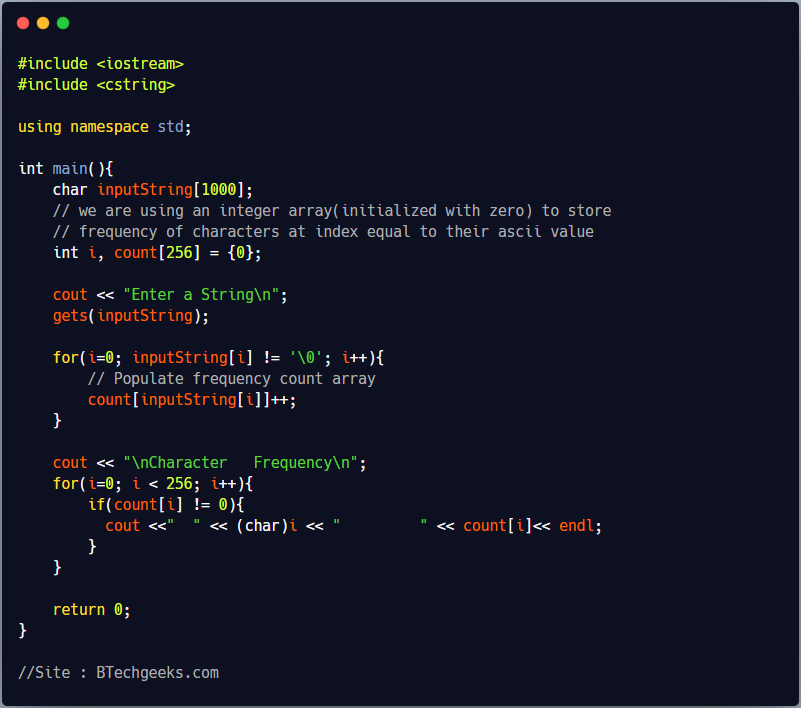 #include <iostream>
#include <cstring>

using namespace std;

int main(){
    char inputString[1000];
    // we are using an integer array(initialized with zero) to store
    // frequency of characters at index equal to their ascii value
    int i, count[256] = {0};

    cout << "Enter a String\n";
    gets(inputString);

    for(i=0; inputString[i] != '\0'; i++){
        // Populate frequency count array
        count[inputString[i]]++;
    }

    cout << "\nCharacter   Frequency\n";
    for(i=0; i < 256; i++){
        if(count[i] != 0){
          cout <<"  " << (char)i << "         " << count[i]<< endl;
        }
    }

    return 0;
}

//Site : BTechgeeks.com